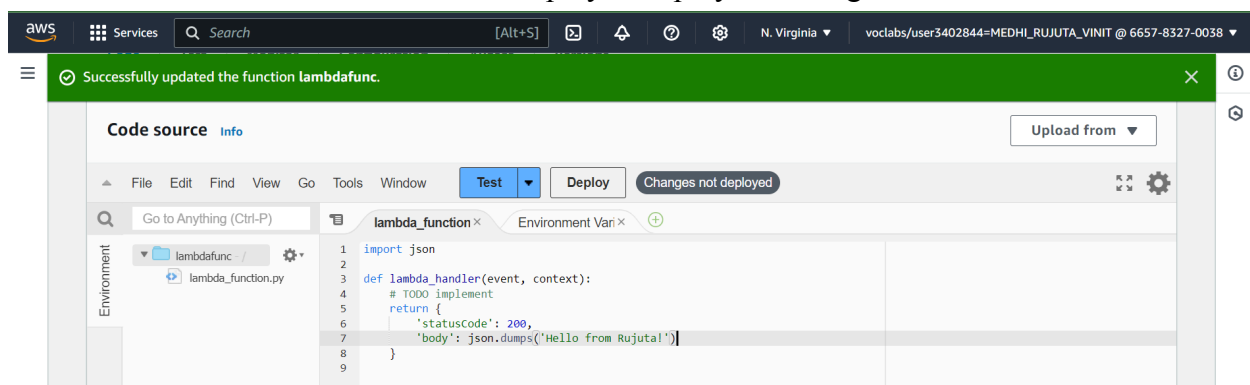 aws Services Search [Alt+S] N. Virginia ▼ voclabs/user3402844=MEDHI_RUJUTA_VINIT @ 6657-8327-0038 ▼
Successfully updated the function lambdafunc.
Code source Info Upload from ▼
File Edit Find View Go Tools Window Test Deploy Changes not deployed
Go to Anything (Ctrl-P) lambda_function × Environment Vari ×
Environment
lambdafunc - /
lambda_function.py
1 import json
2
3 def lambda_handler(event, context):
4     # TODO implement
5     return {
6         'statusCode': 200,
7         'body': json.dumps('Hello from Rujuta!')
8     }
9